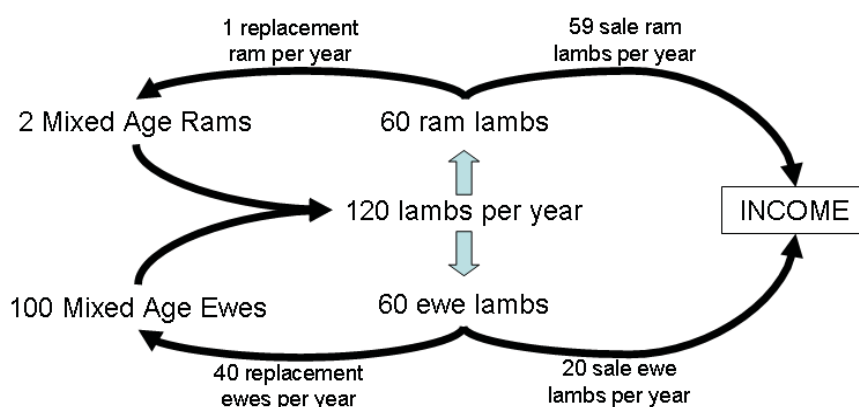 1 replacement
ram per year
59 sale ram
lambs per year
2 Mixed Age Rams
60 ram lambs
120 lambs per year
INCOME
100 Mixed Age Ewes
60 ewe lambs
40 replacement
ewes per year
20 sale ewe
lambs per year